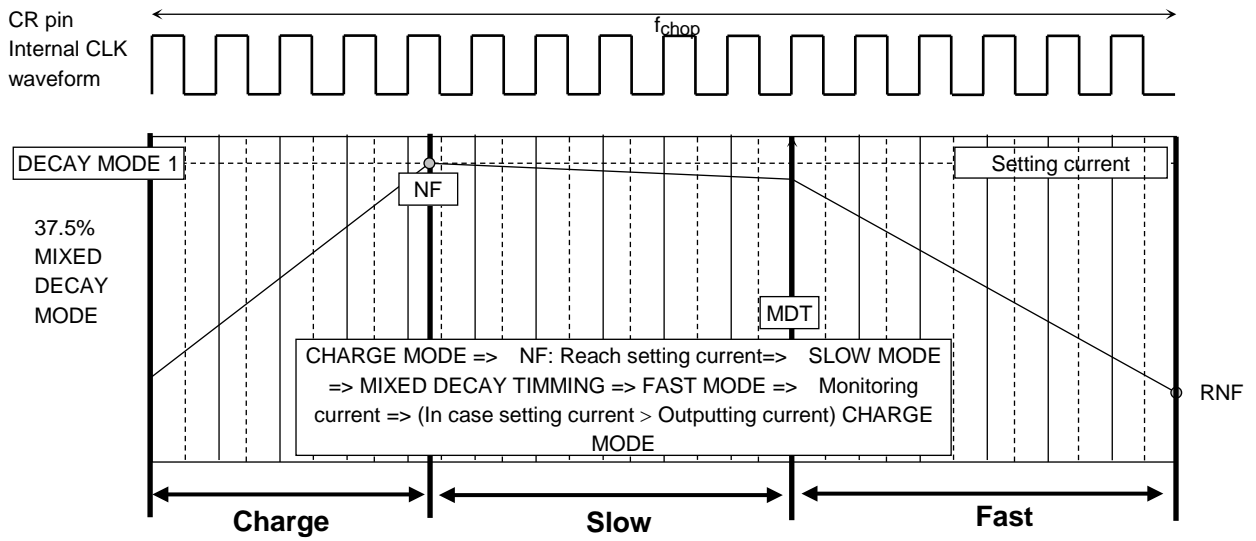 CR pin
Internal CLK
waveform
fchop
DECAY MODE 1
Setting current
NF
37.5%
MIXED
DECAY
MODE
MDT
CHARGE MODE => NF: Reach setting current=> SLOW MODE
=> MIXED DECAY TIMMING => FAST MODE => Monitoring
current => (In case setting current > Outputting current) CHARGE
MODE
RNF
Charge
Slow
Fast